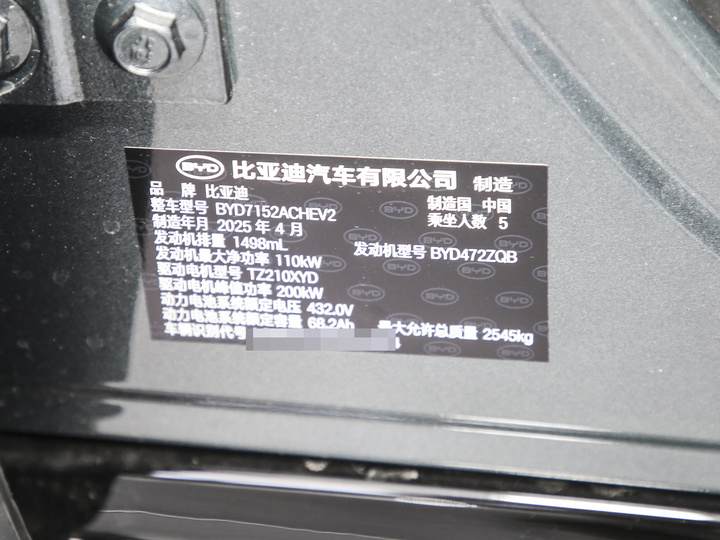 BYD 比亚迪汽车有限公司 制造
品 牌 比亚迪 制造国 中国
整车型号 BYD7152ACHEV2 乘坐人数 5
制造年月 2025 年 4 月
发动机排量 1498mL 发动机型号 BYD472ZQB
发动机最大净功率 110kW
驱动电机型号 TZ210XYD
驱动电机峰值功率 200kW
动力电池系统额定电压 432.0V
动力电池系统额定容量 68.2Ah 最大允许总质量 2545kg
车辆识别代号